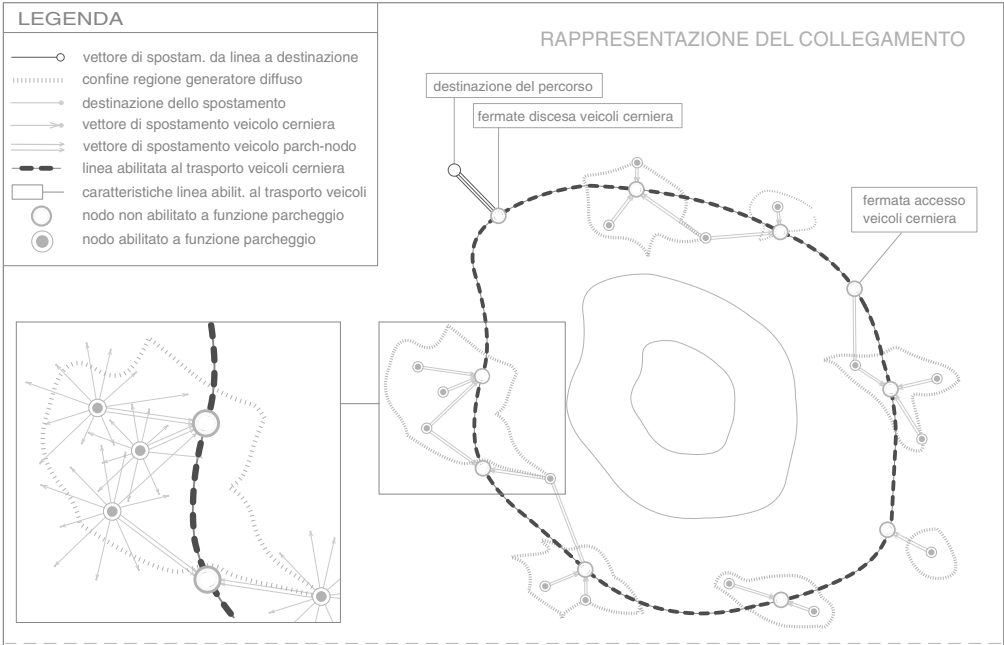 LEGENDA
vettore di spostam. da linea a destinazione
confine regione generatore diffuso
destinazione dello spostamento
vettore di spostamento veicolo cerniera
vettore di spostamento veicolo parch-nodo
linea abilitata al trasporto veicoli cerniera
caratteristiche linea abilit. al trasporto veicoli
nodo non abilitato a funzione parcheggio
nodo abilitato a funzione parcheggio
RAPPRESENTAZIONE DEL COLLEGAMENTO
destinazione del percorso
fermate discesa veicoli cerniera
fermata accesso
veicoli cerniera